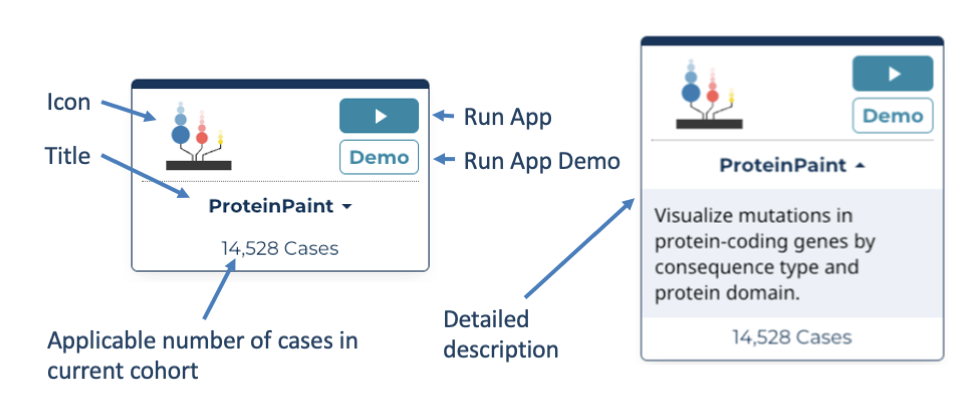 Icon
Title
Demo
ProteinPaint
14,528 Cases
Run App
Run App Demo
Applicable number of cases in
current cohort
Detailed
description
Demo
ProteinPaint
Visualize mutations in
protein-coding genes by
consequence type and
protein domain.
14,528 Cases